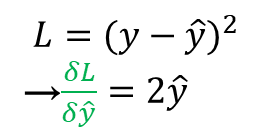 L = (y − ŷ)²
→ δL/δŷ = 2ŷ